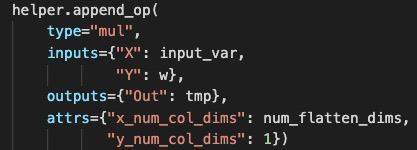 helper.append_op(
    type="mul",
    inputs={"X": input_var,
            "Y": w},
    outputs={"Out": tmp},
    attrs={"x_num_col_dims": num_flatten_dims,
           "y_num_col_dims": 1})